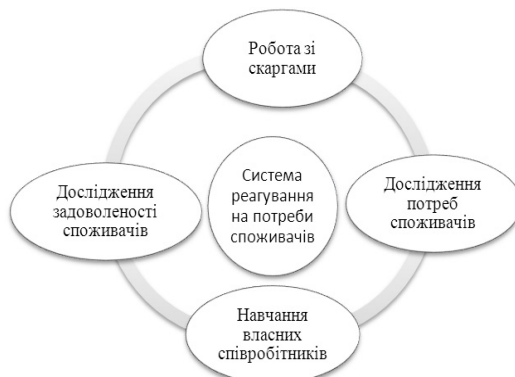 Робота зі
скаргами
Дослідження
задоволеності
споживачів
Система
реагування
на потреби
споживачів
Дослідження
потреб
споживачів
Навчання
власних
співробітників